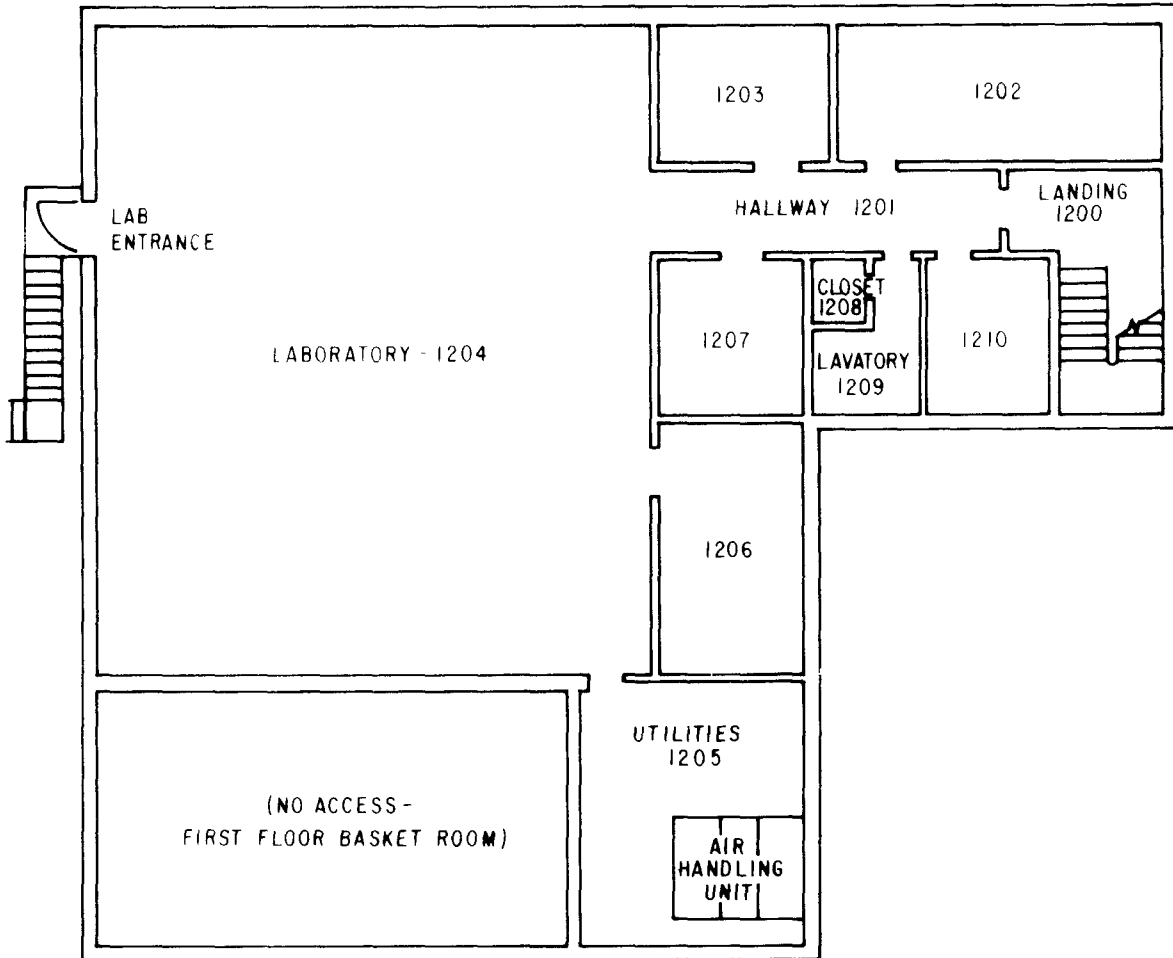 1203
1202
LANDING
1200
HALLWAY 1201
LAB
ENTRANCE
CLOSET
1208
LABORATORY - 1204
1207
1210
LAVATORY
1209
1206
UTILITIES
1205
(NO ACCESS-
FIRST FLOOR BASKET ROOM)
AIR
HANDLING
UNIT